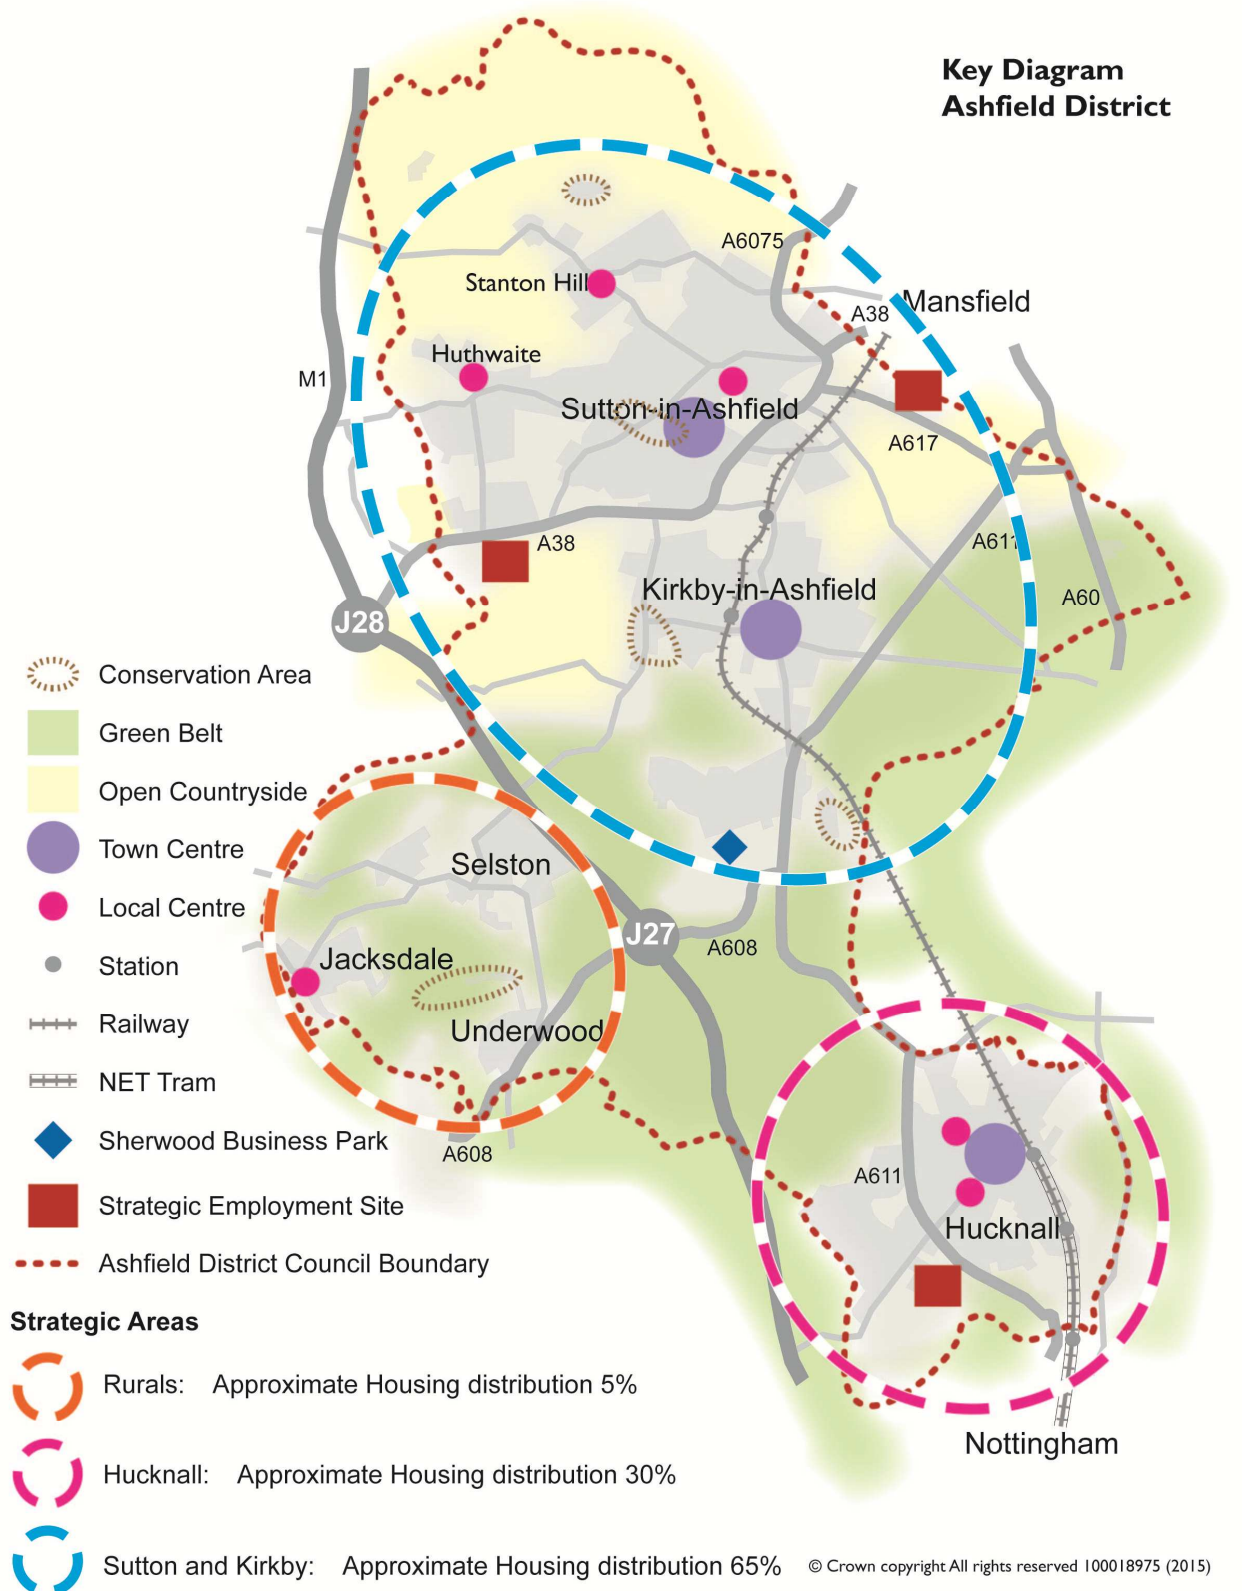 Key Diagram
Ashfield District
A6075
Stanton Hill
Mansfield
A38
Huthwaite
M1
Sutton-in-Ashfield
A617
A38
A611
Kirkby-in-Ashfield
A60
J28
Conservation Area
Green Belt
Open Countryside
Town Centre
Local Centre
Station
Railway
NET Tram
Sherwood Business Park
Strategic Employment Site
Ashfield District Council Boundary
Selston
J27
A608
Jacksdale
Underwood
A608
A611
Hucknall
Nottingham
Strategic Areas
Rurals: Approximate Housing distribution 5%
Hucknall: Approximate Housing distribution 30%
Sutton and Kirkby: Approximate Housing distribution 65%
© Crown copyright All rights reserved 100018975 (2015)